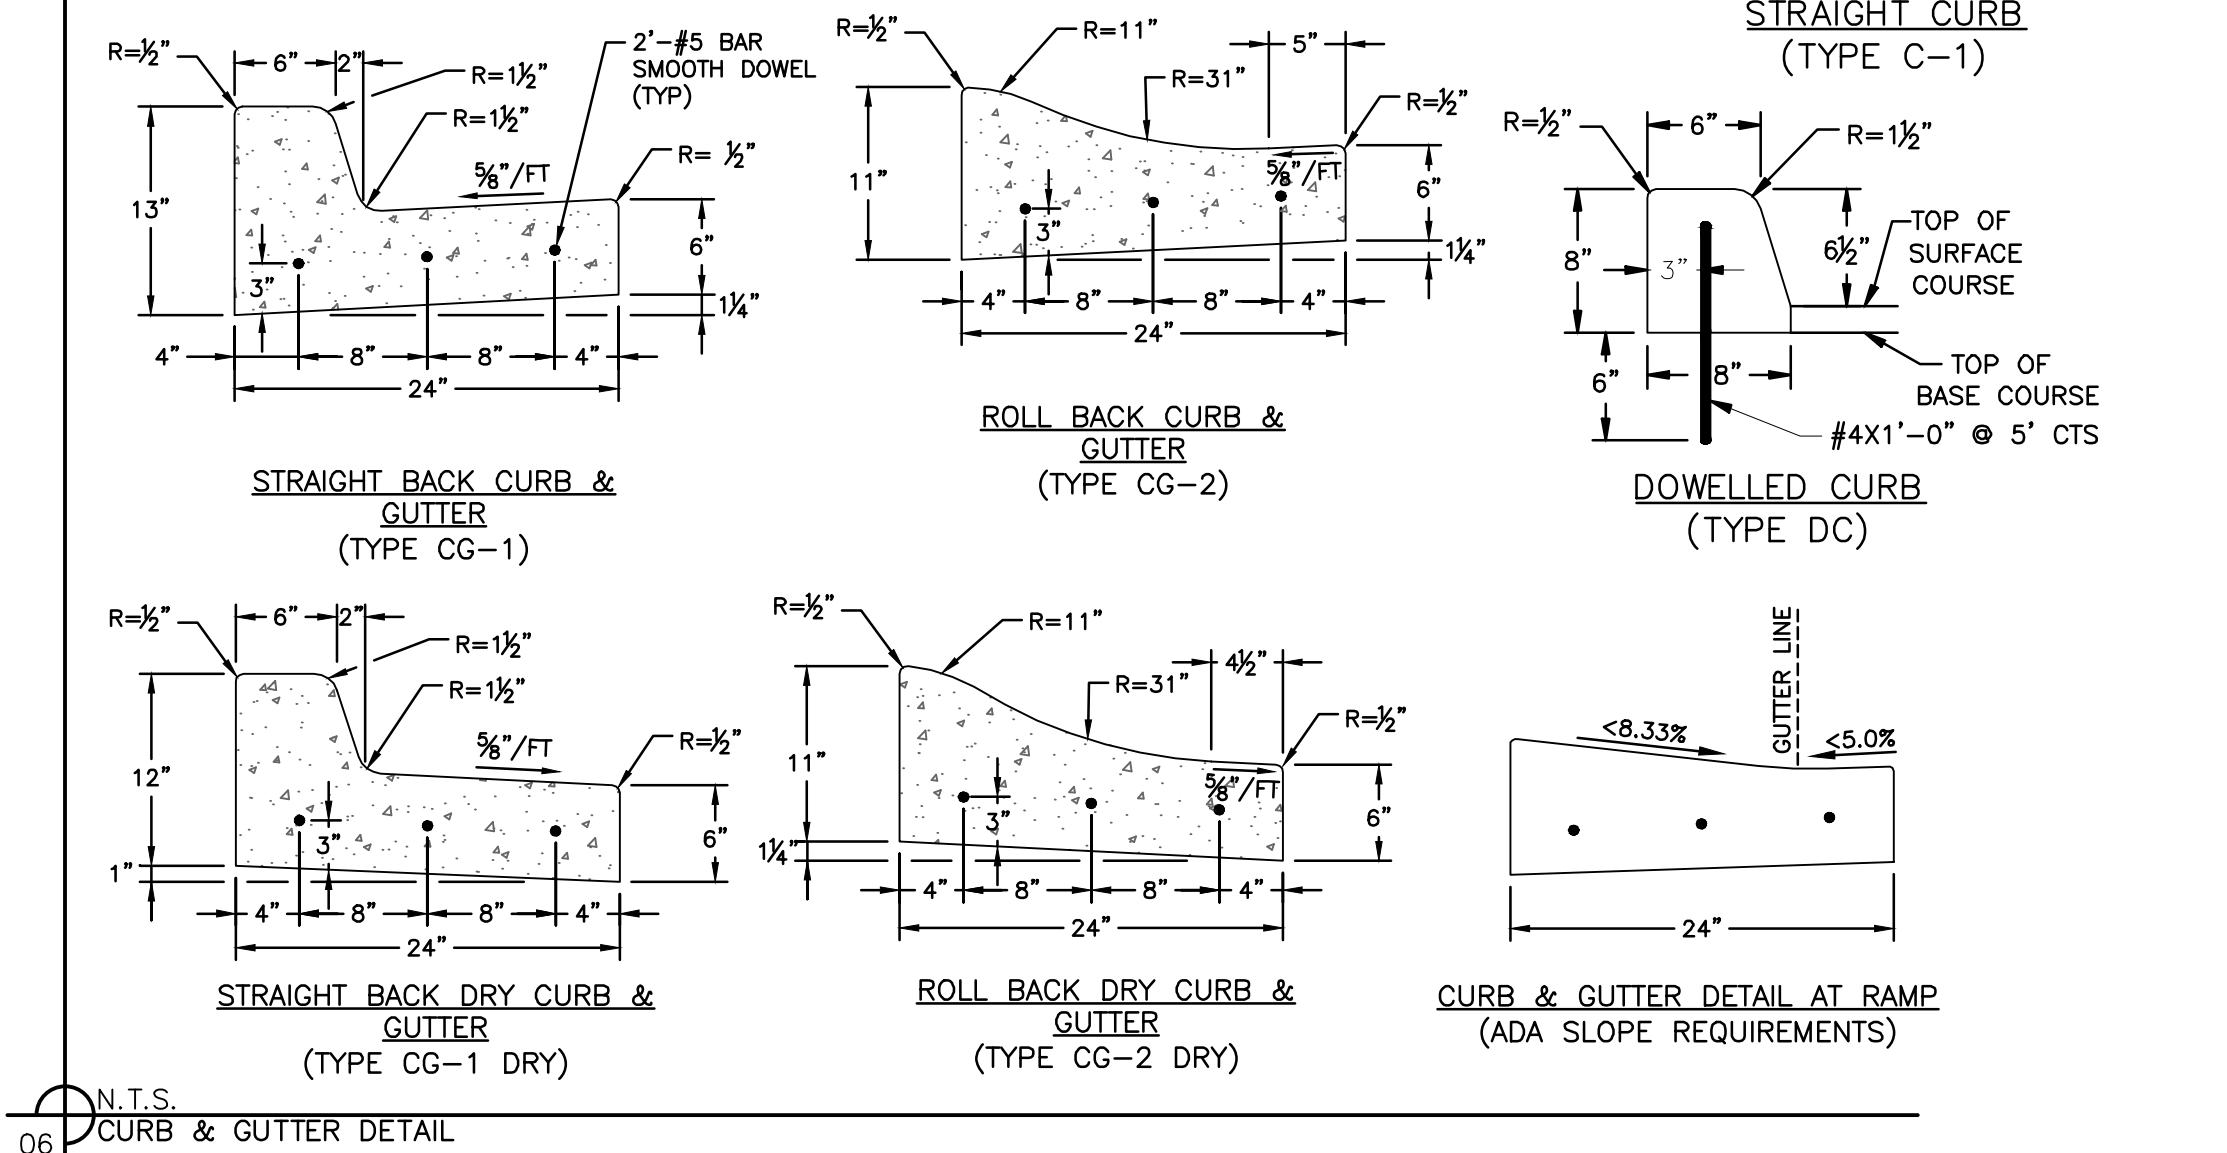 STRAIGHT CURB
(TYPE C-1)
R=½"
6"
2"
R=1½"
R=1½"
2'-#5 BAR
SMOOTH DOWEL
(TYP)
R= ½"
⅝"/FT
13"
3"
6"
1¼"
4"
8"
8"
4"
24"
STRAIGHT BACK CURB &
GUTTER
(TYPE CG-1)
R=½"
R=11"
R=31"
5"
R=½"
⅝"/FT
11"
3"
6"
1¼"
4"
8"
8"
4"
24"
ROLL BACK CURB &
GUTTER
(TYPE CG-2)
R=½"
6"
R=1½"
8"
3"
6½"
TOP OF
SURFACE
COURSE
6"
8"
TOP OF
BASE COURSE
#4X1'-0" @ 5' CTS
DOWELLED CURB
(TYPE DC)
R=½"
6"
2"
R=1½"
R=1½"
⅝"/FT
R=½"
12"
3"
6"
1"
4"
8"
8"
4"
24"
STRAIGHT BACK DRY CURB &
GUTTER
(TYPE CG-1 DRY)
R=½"
R=11"
R=31"
4½"
R=½"
⅝"/FT
11"
3"
6"
1¼"
4"
8"
8"
4"
24"
ROLL BACK DRY CURB &
GUTTER
(TYPE CG-2 DRY)
GUTTER LINE
<8.33%
<5.0%
24"
CURB & GUTTER DETAIL AT RAMP
(ADA SLOPE REQUIREMENTS)
N.T.S.
06
CURB & GUTTER DETAIL